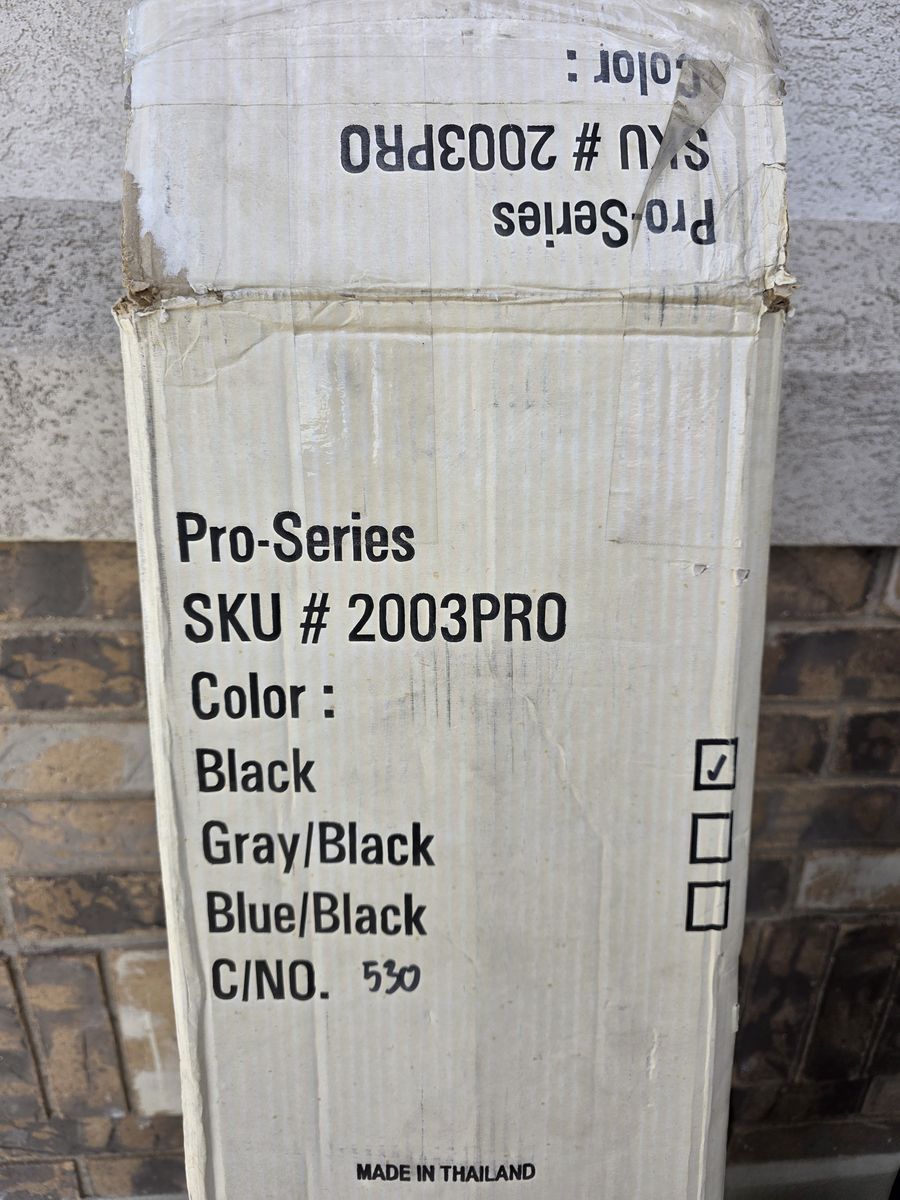 Color :
SKU # 2003PRO
Pro-Series
Pro-Series
SKU # 2003PRO
Color :
Black ✓
Gray/Black
Blue/Black
C/NO. 530
MADE IN THAILAND